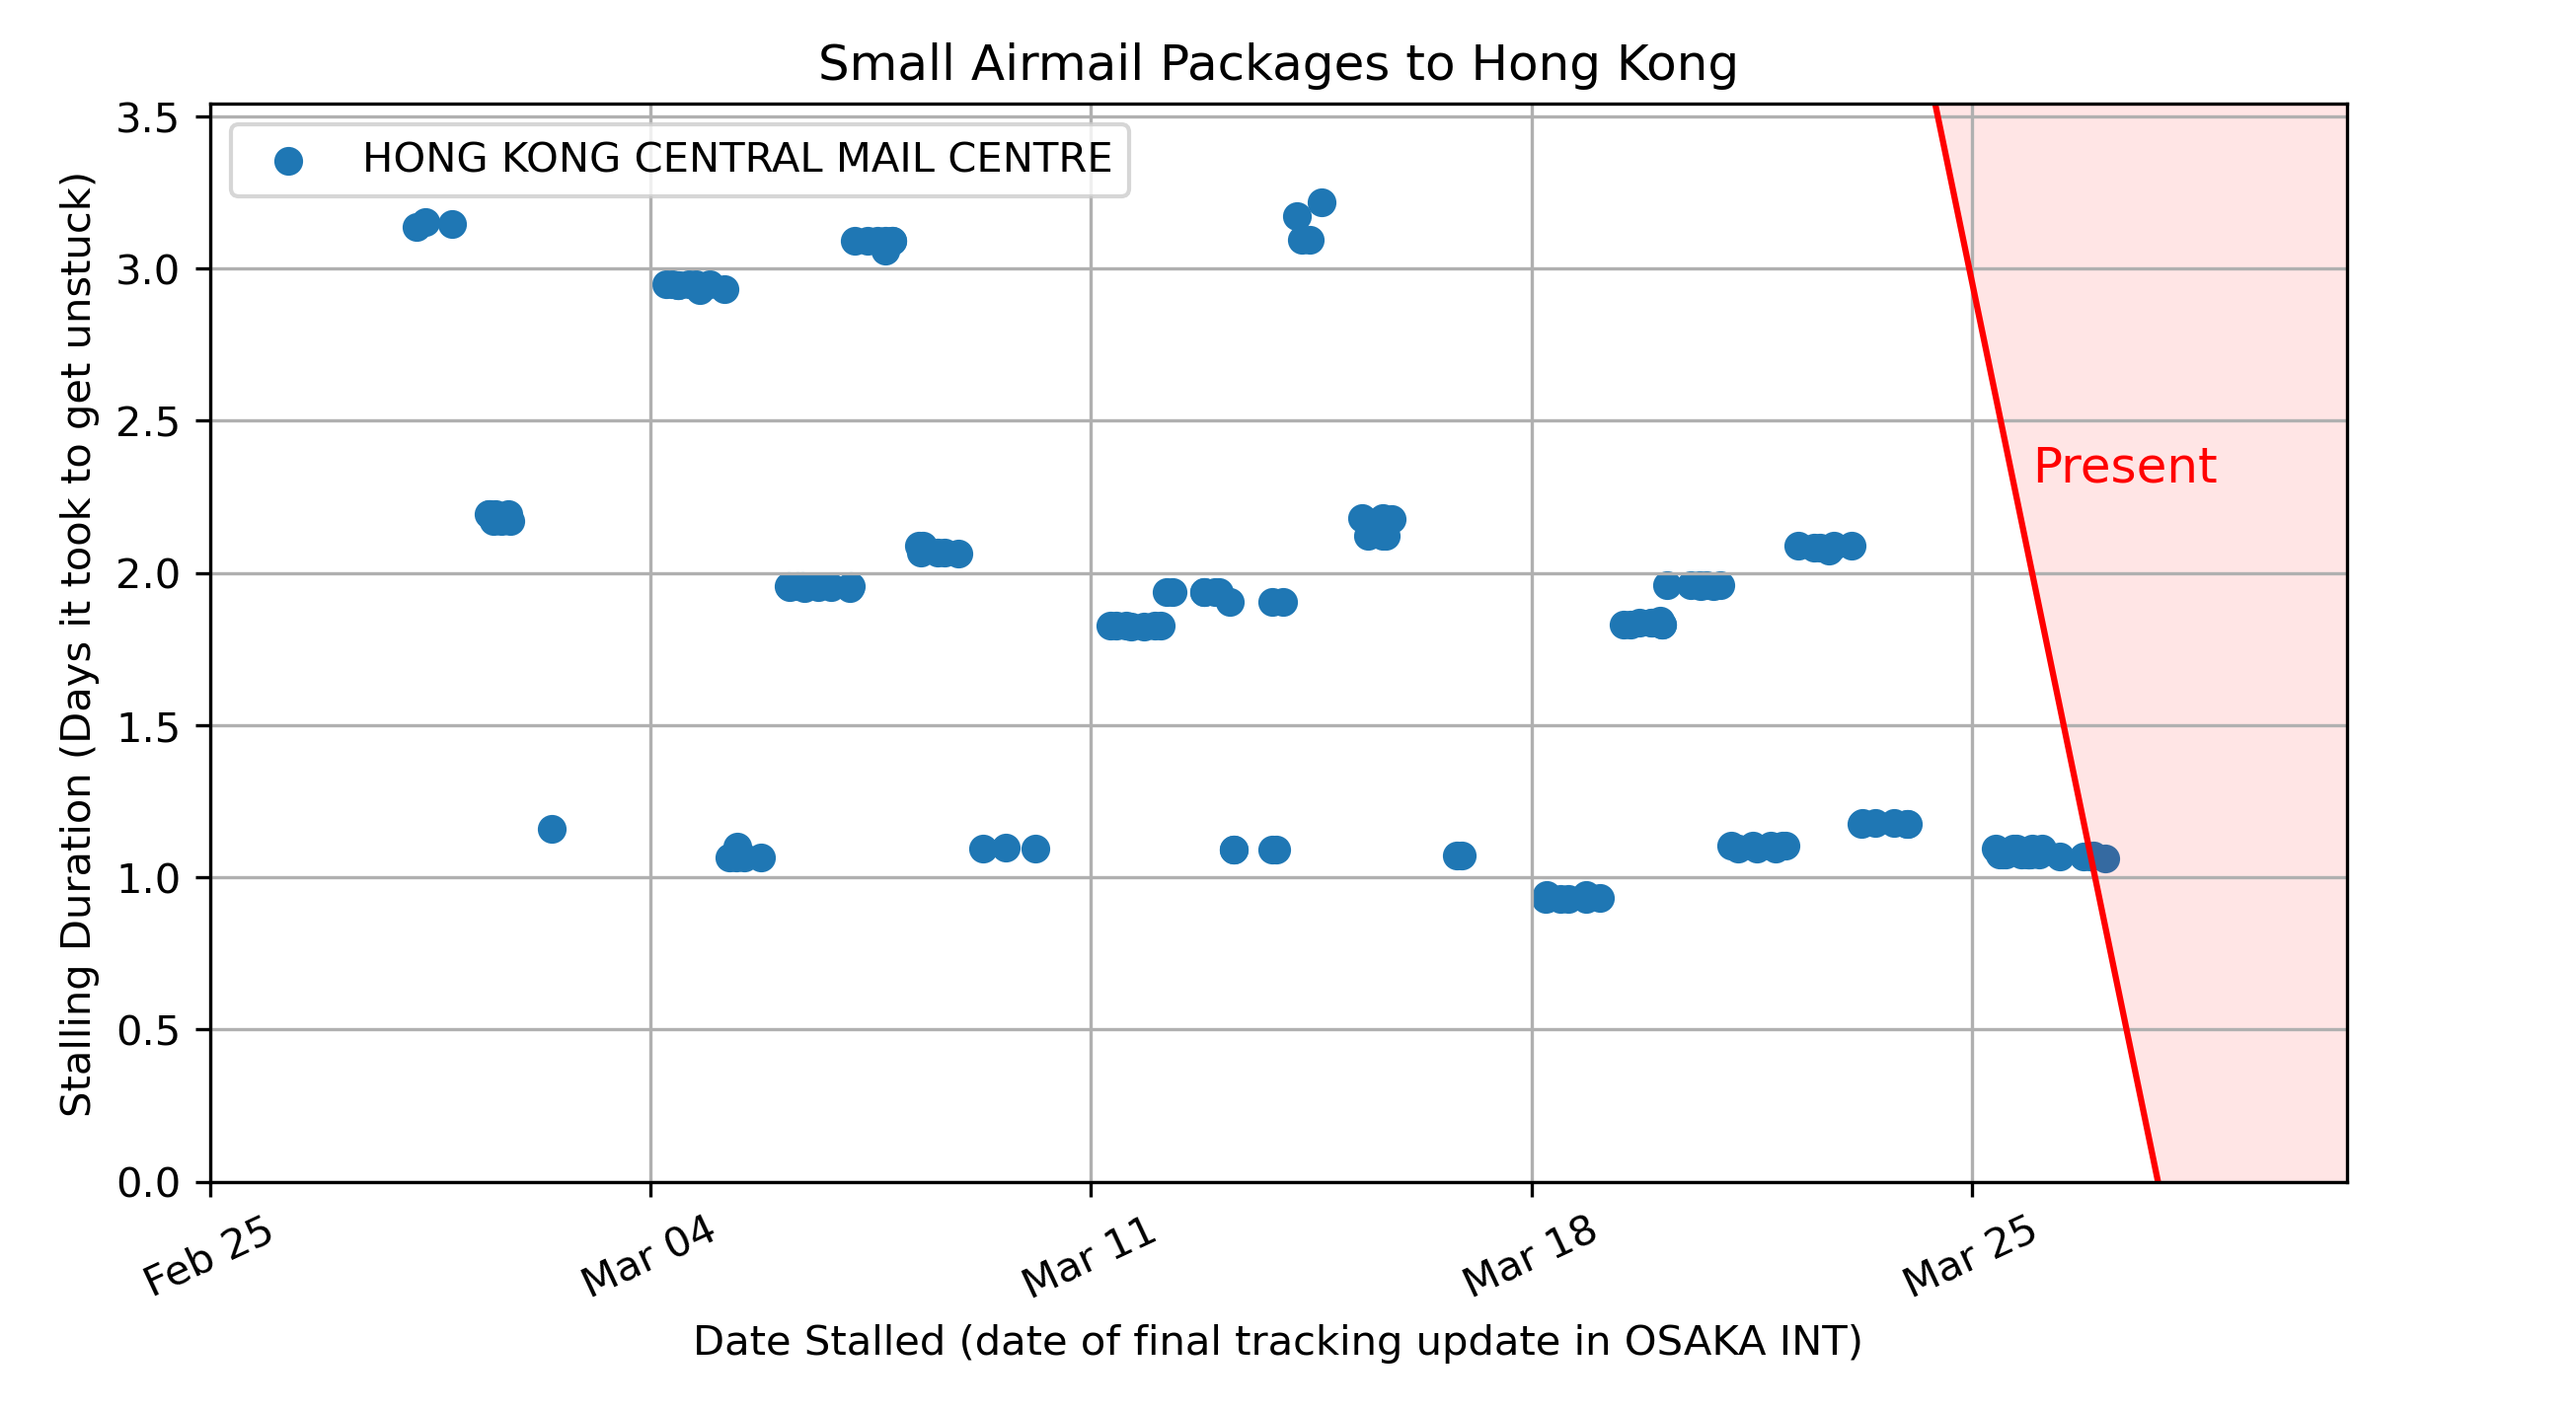 Small Airmail Packages to Hong Kong
HONG KONG CENTRAL MAIL CENTRE
Stalling Duration (Days it took to get unstuck)
3.5
3.0
2.5
2.0
1.5
1.0
0.5
0.0
Present
Feb 25
Mar 04
Mar 11
Mar 18
Mar 25
Date Stalled (date of final tracking update in OSAKA INT)